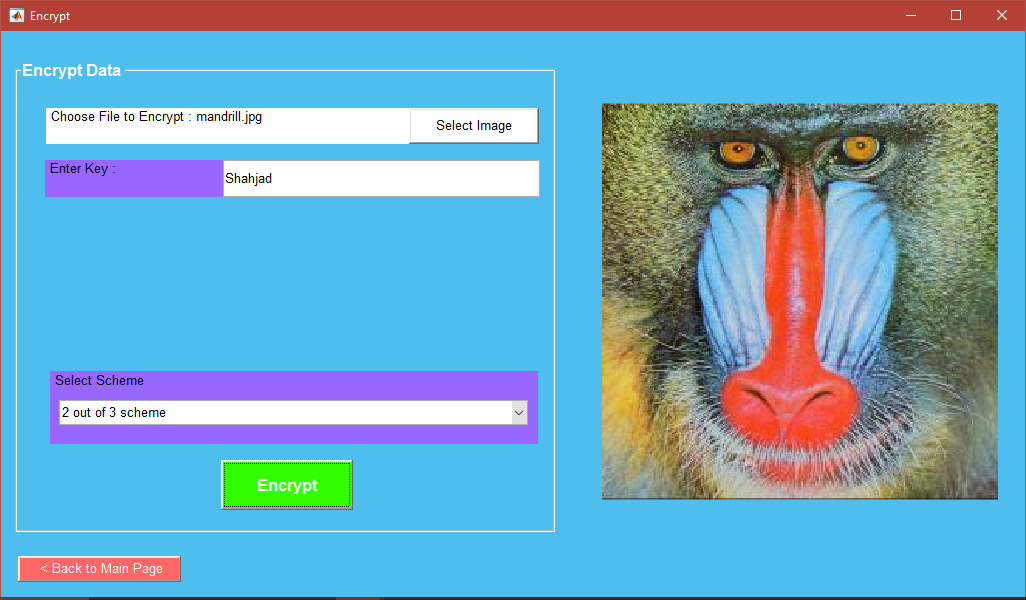 Encrypt
Encrypt Data
Choose File to Encrypt : mandrill.jpg
Select Image
Enter Key :
Shahjad
Select Scheme
2 out of 3 scheme
Encrypt
< Back to Main Page